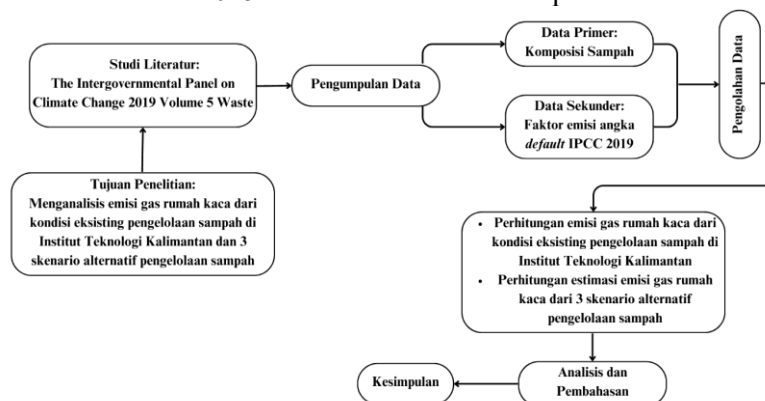 Tujuan Penelitian:
Menganalisis emisi gas rumah kaca dari
kondisi eksisting pengelolaan sampah di
Institut Teknologi Kalimantan dan 3
skenario alternatif pengelolaan sampah
Studi Literatur:
The Intergovernmental Panel on
Climate Change 2019 Volume 5 Waste
Pengumpulan Data
Data Primer:
Komposisi Sampah
Data Sekunder:
Faktor emisi angka
default IPCC 2019
Pengolahan Data
• Perhitungan emisi gas rumah kaca dari
kondisi eksisting pengelolaan sampah di
Institut Teknologi Kalimantan
• Perhitungan estimasi emisi gas rumah
kaca dari 3 skenario alternatif
pengelolaan sampah
Analisis dan
Pembahasan
Kesimpulan